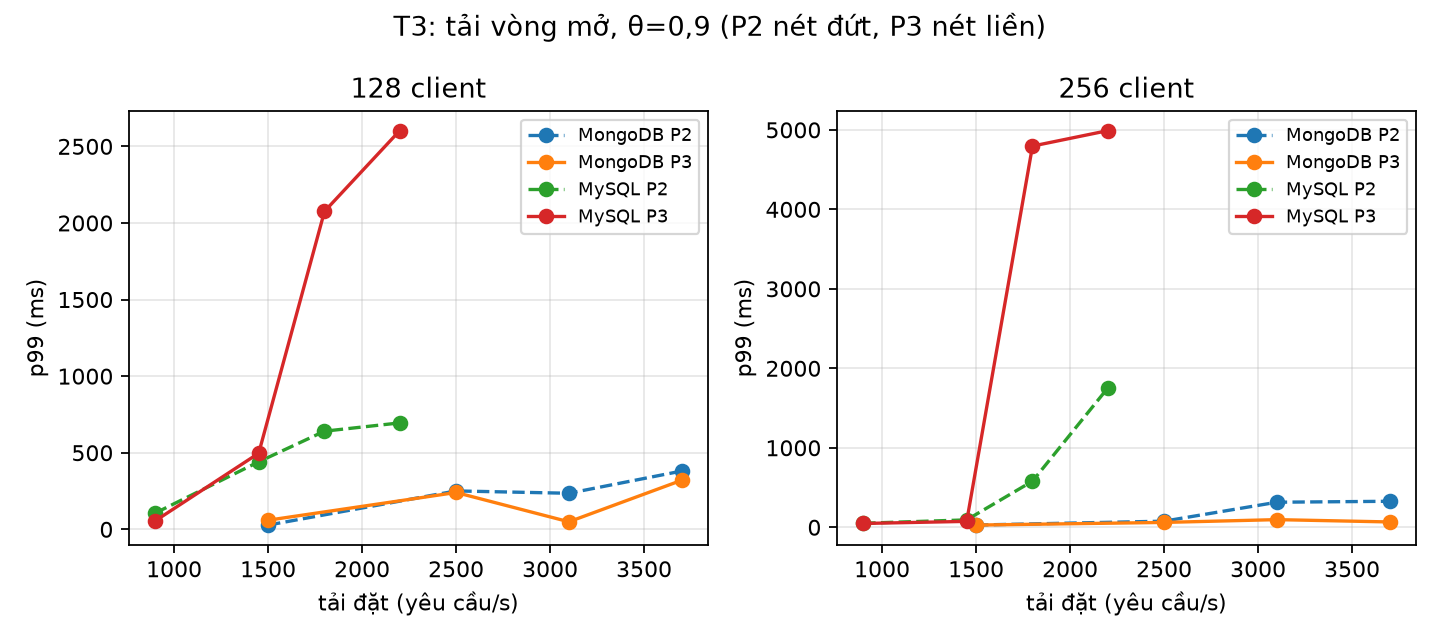 T3: tải vòng mở, θ=0,9 (P2 nét đứt, P3 nét liền)
128 client
p99 (ms)
2500
2000
1500
1000
500
0
1000 1500 2000 2500 3000 3500
tải đặt (yêu cầu/s)
MongoDB P2
MongoDB P3
MySQL P2
MySQL P3
256 client
p99 (ms)
5000
4000
3000
2000
1000
0
1000 1500 2000 2500 3000 3500
tải đặt (yêu cầu/s)
MongoDB P2
MongoDB P3
MySQL P2
MySQL P3